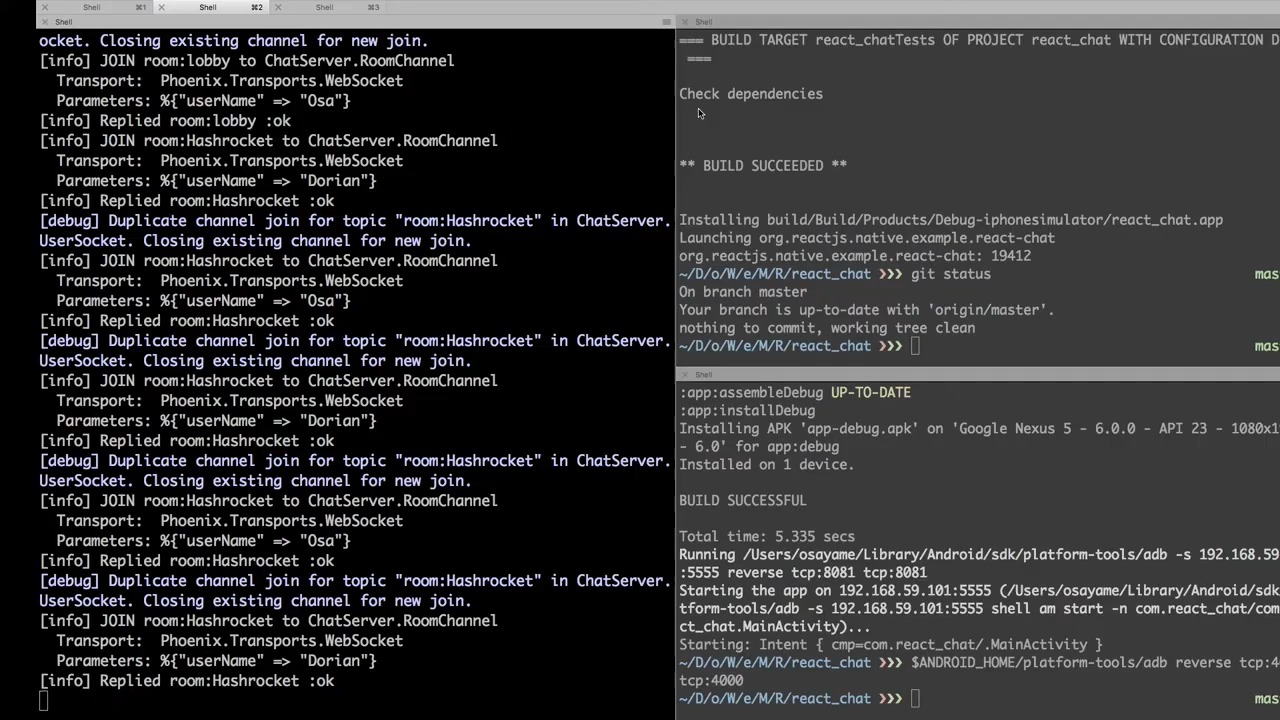 Shell ⌘1 Shell ⌘2 Shell ⌘3
Shell
ocket. Closing existing channel for new join.
[info] JOIN room:lobby to ChatServer.RoomChannel
  Transport:  Phoenix.Transports.WebSocket
  Parameters: %{"userName" => "Osa"}
[info] Replied room:lobby :ok
[info] JOIN room:Hashrocket to ChatServer.RoomChannel
  Transport:  Phoenix.Transports.WebSocket
  Parameters: %{"userName" => "Dorian"}
[info] Replied room:Hashrocket :ok
[debug] Duplicate channel join for topic "room:Hashrocket" in ChatServer.
UserSocket. Closing existing channel for new join.
[info] JOIN room:Hashrocket to ChatServer.RoomChannel
  Transport:  Phoenix.Transports.WebSocket
  Parameters: %{"userName" => "Osa"}
[info] Replied room:Hashrocket :ok
[debug] Duplicate channel join for topic "room:Hashrocket" in ChatServer.
UserSocket. Closing existing channel for new join.
[info] JOIN room:Hashrocket to ChatServer.RoomChannel
  Transport:  Phoenix.Transports.WebSocket
  Parameters: %{"userName" => "Dorian"}
[info] Replied room:Hashrocket :ok
[debug] Duplicate channel join for topic "room:Hashrocket" in ChatServer.
UserSocket. Closing existing channel for new join.
[info] JOIN room:Hashrocket to ChatServer.RoomChannel
  Transport:  Phoenix.Transports.WebSocket
  Parameters: %{"userName" => "Osa"}
[info] Replied room:Hashrocket :ok
[debug] Duplicate channel join for topic "room:Hashrocket" in ChatServer.
UserSocket. Closing existing channel for new join.
[info] JOIN room:Hashrocket to ChatServer.RoomChannel
  Transport:  Phoenix.Transports.WebSocket
  Parameters: %{"userName" => "Dorian"}
[info] Replied room:Hashrocket :ok
Shell
=== BUILD TARGET react_chatTests OF PROJECT react_chat WITH CONFIGURATION D
 ===
Check dependencies
** BUILD SUCCEEDED **
Installing build/Build/Products/Debug-iphonesimulator/react_chat.app
Launching org.reactjs.native.example.react-chat
org.reactjs.native.example.react-chat: 19412
~/D/o/W/e/M/R/react_chat ❯❯❯ git status mas
On branch master
Your branch is up-to-date with 'origin/master'.
nothing to commit, working tree clean
~/D/o/W/e/M/R/react_chat ❯❯❯ mas
Shell
:app:assembleDebug UP-TO-DATE
:app:installDebug
Installing APK 'app-debug.apk' on 'Google Nexus 5 - 6.0.0 - API 23 - 1080x1
- 6.0' for app:debug
Installed on 1 device.
BUILD SUCCESSFUL
Total time: 5.335 secs
Running /Users/osayame/Library/Android/sdk/platform-tools/adb -s 192.168.59
:5555 reverse tcp:8081 tcp:8081
Starting the app on 192.168.59.101:5555 (/Users/osayame/Library/Android/sdk
tform-tools/adb -s 192.168.59.101:5555 shell am start -n com.react_chat/com
ct_chat.MainActivity)...
Starting: Intent { cmp=com.react_chat/.MainActivity }
~/D/o/W/e/M/R/react_chat ❯❯❯ $ANDROID_HOME/platform-tools/adb reverse tcp:4
tcp:4000
~/D/o/W/e/M/R/react_chat ❯❯❯ mas